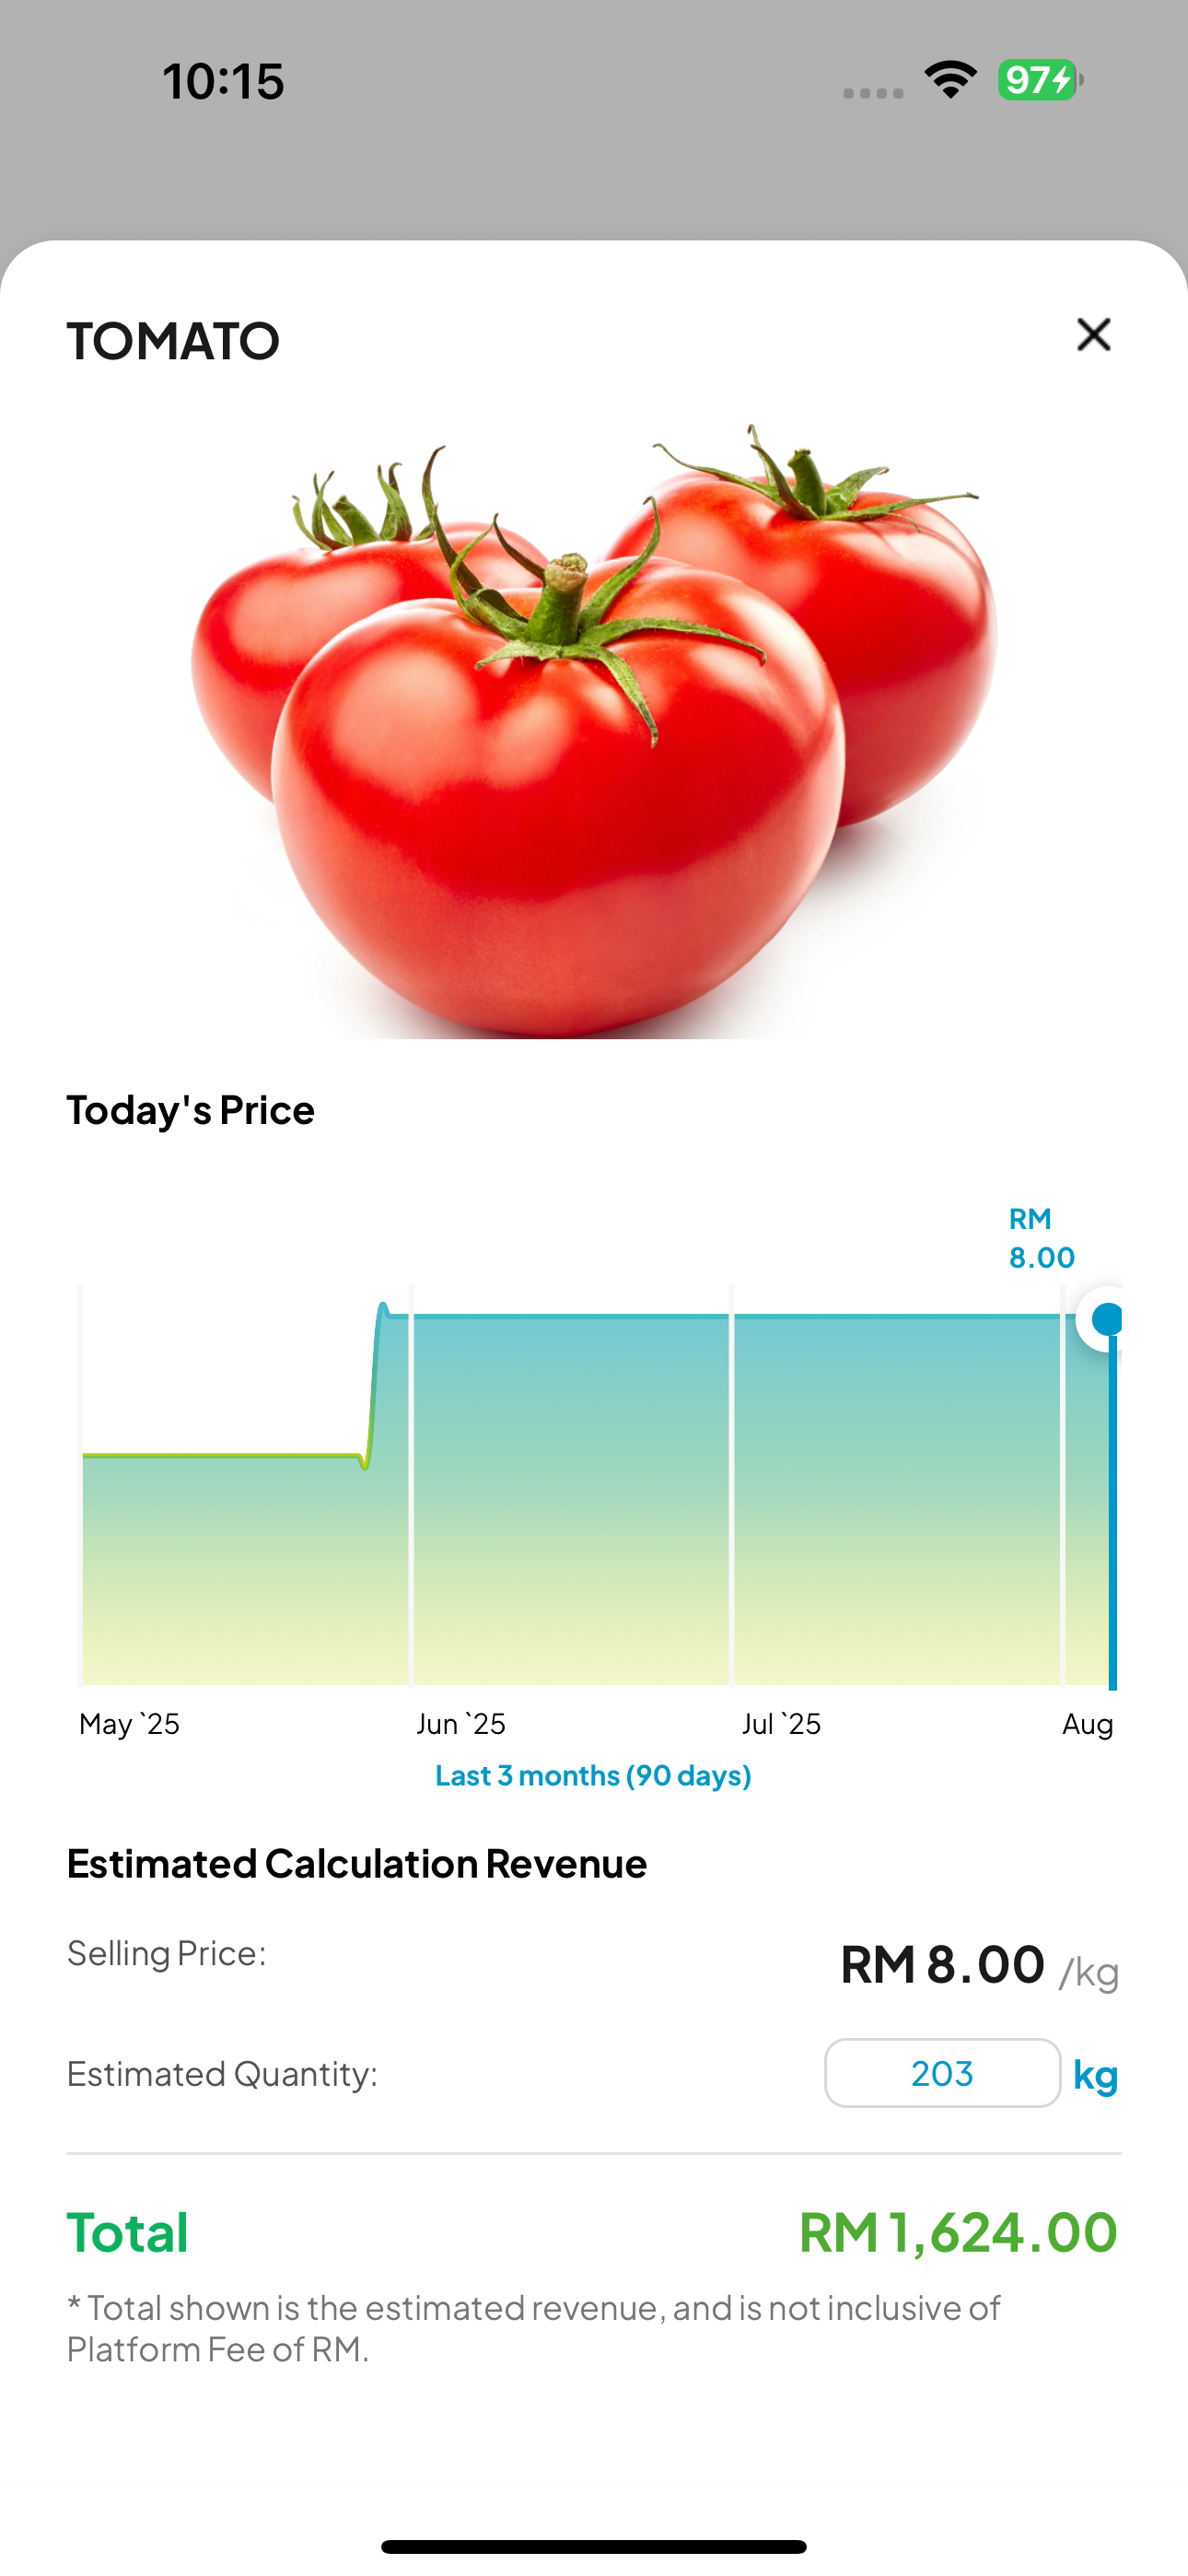 10:15
97
TOMATO
Today's Price
RM
8.00
May `25
Jun `25
Jul `25
Aug
Last 3 months (90 days)
Estimated Calculation Revenue
Selling Price:
RM 8.00 /kg
Estimated Quantity:
203 kg
Total
RM 1,624.00
* Total shown is the estimated revenue, and is not inclusive of
Platform Fee of RM.